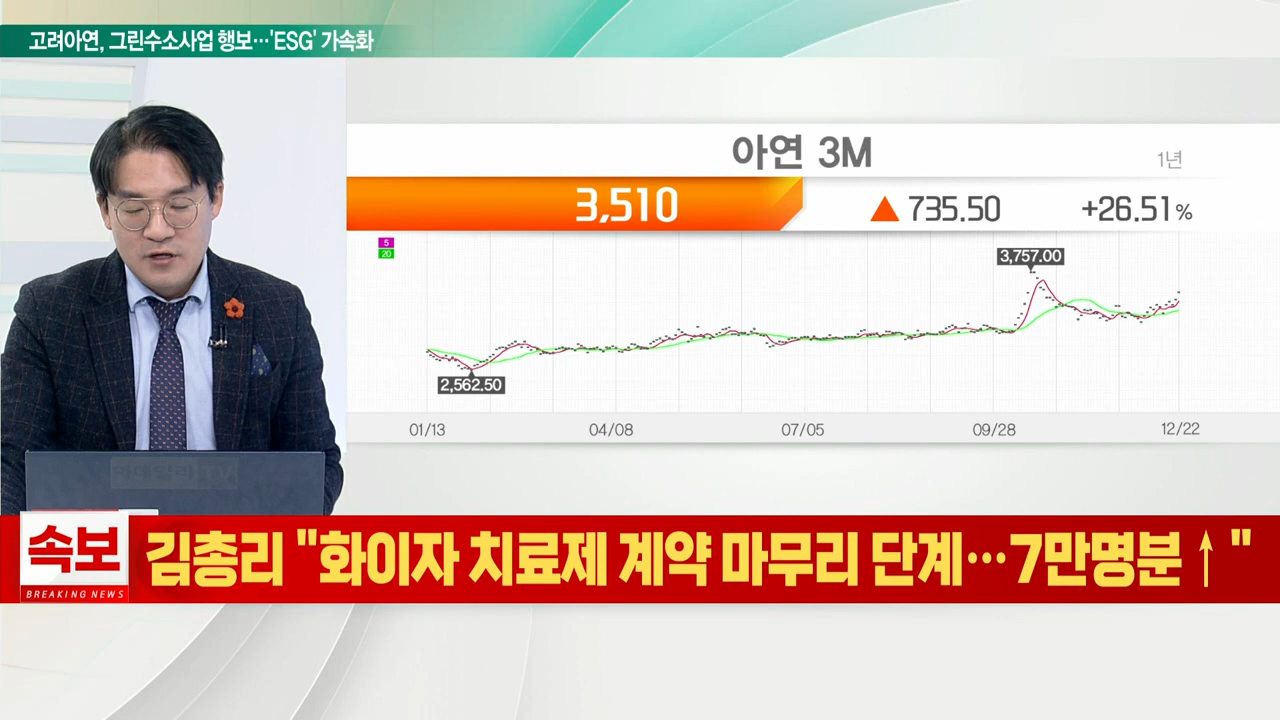 고려아연, 그린수소사업 행보…'ESG' 가속화
아연 3M
1년
3,510
▲ 735.50
+26.51%
5
20
3,757.00
2,562.50
01/13
04/08
07/05
09/28
12/22
속보
BREAKING NEWS
김총리 "화이자 치료제 계약 마무리 단계…7만명분↑"